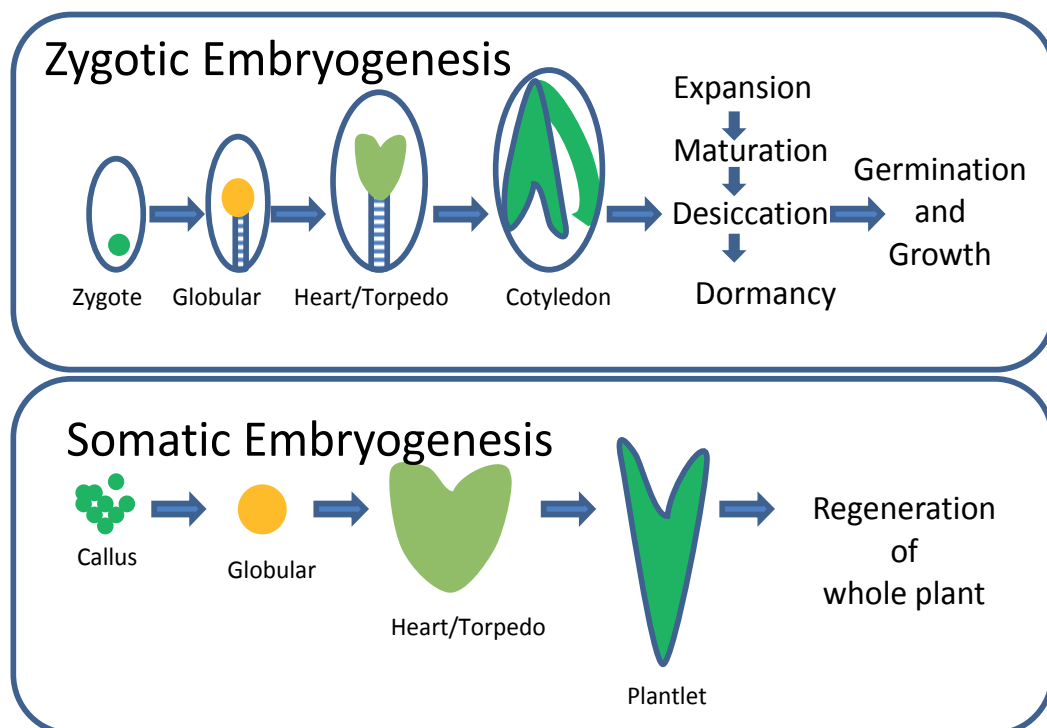 Zygotic Embryogenesis
Zygote
Globular
Heart/Torpedo
Cotyledon
Expansion
Maturation
Desiccation
Dormancy
Germination
and
Growth
Somatic Embryogenesis
Callus
Globular
Heart/Torpedo
Plantlet
Regeneration
of
whole plant